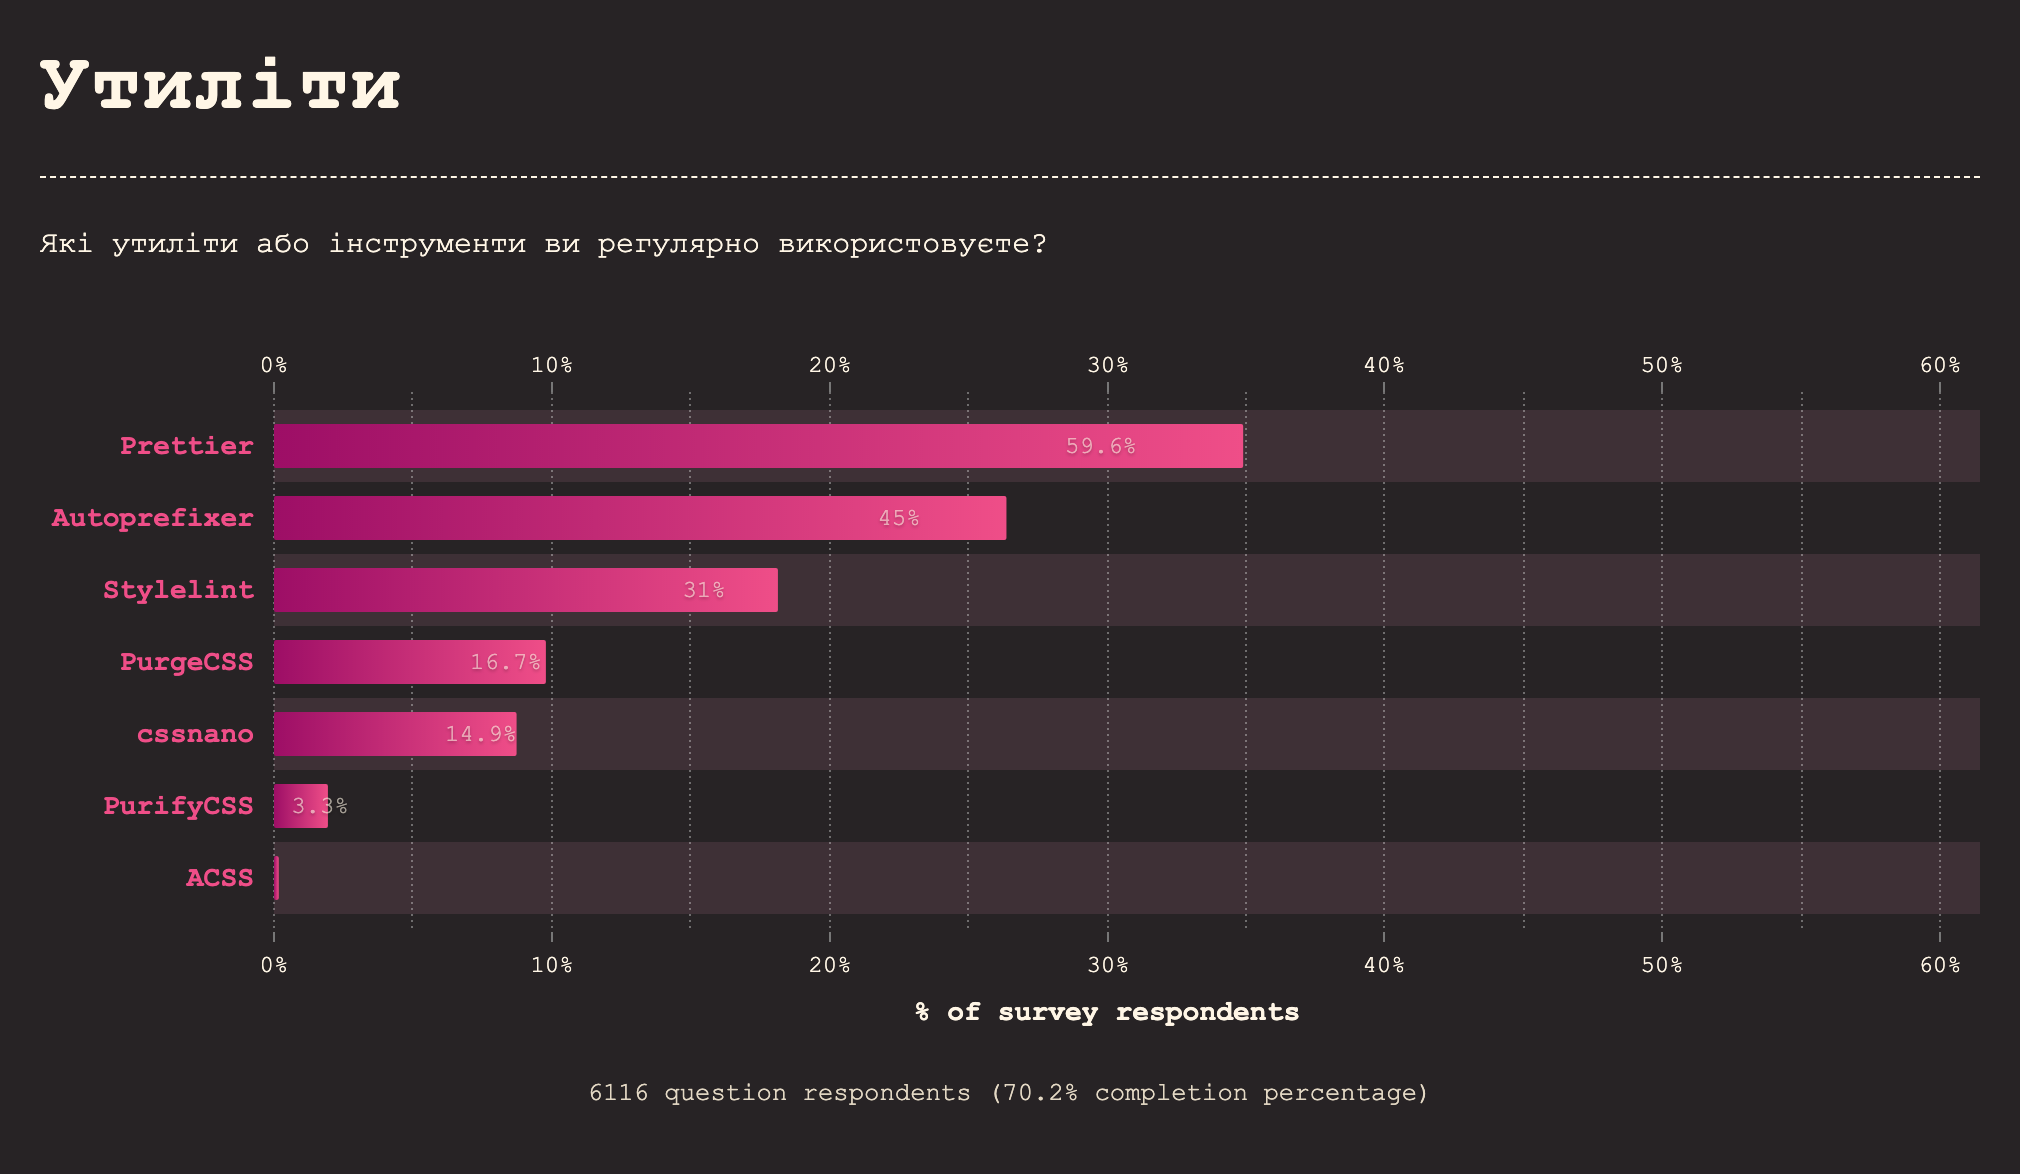 Утиліти
Які утиліти або інструменти ви регулярно використовуєте?
0% 10% 20% 30% 40% 50% 60%
Prettier 59.6%
Autoprefixer 45%
Stylelint 31%
PurgeCSS 16.7%
cssnano 14.9%
PurifyCSS 3.3%
ACSS
0% 10% 20% 30% 40% 50% 60%
% of survey respondents
6116 question respondents (70.2% completion percentage)